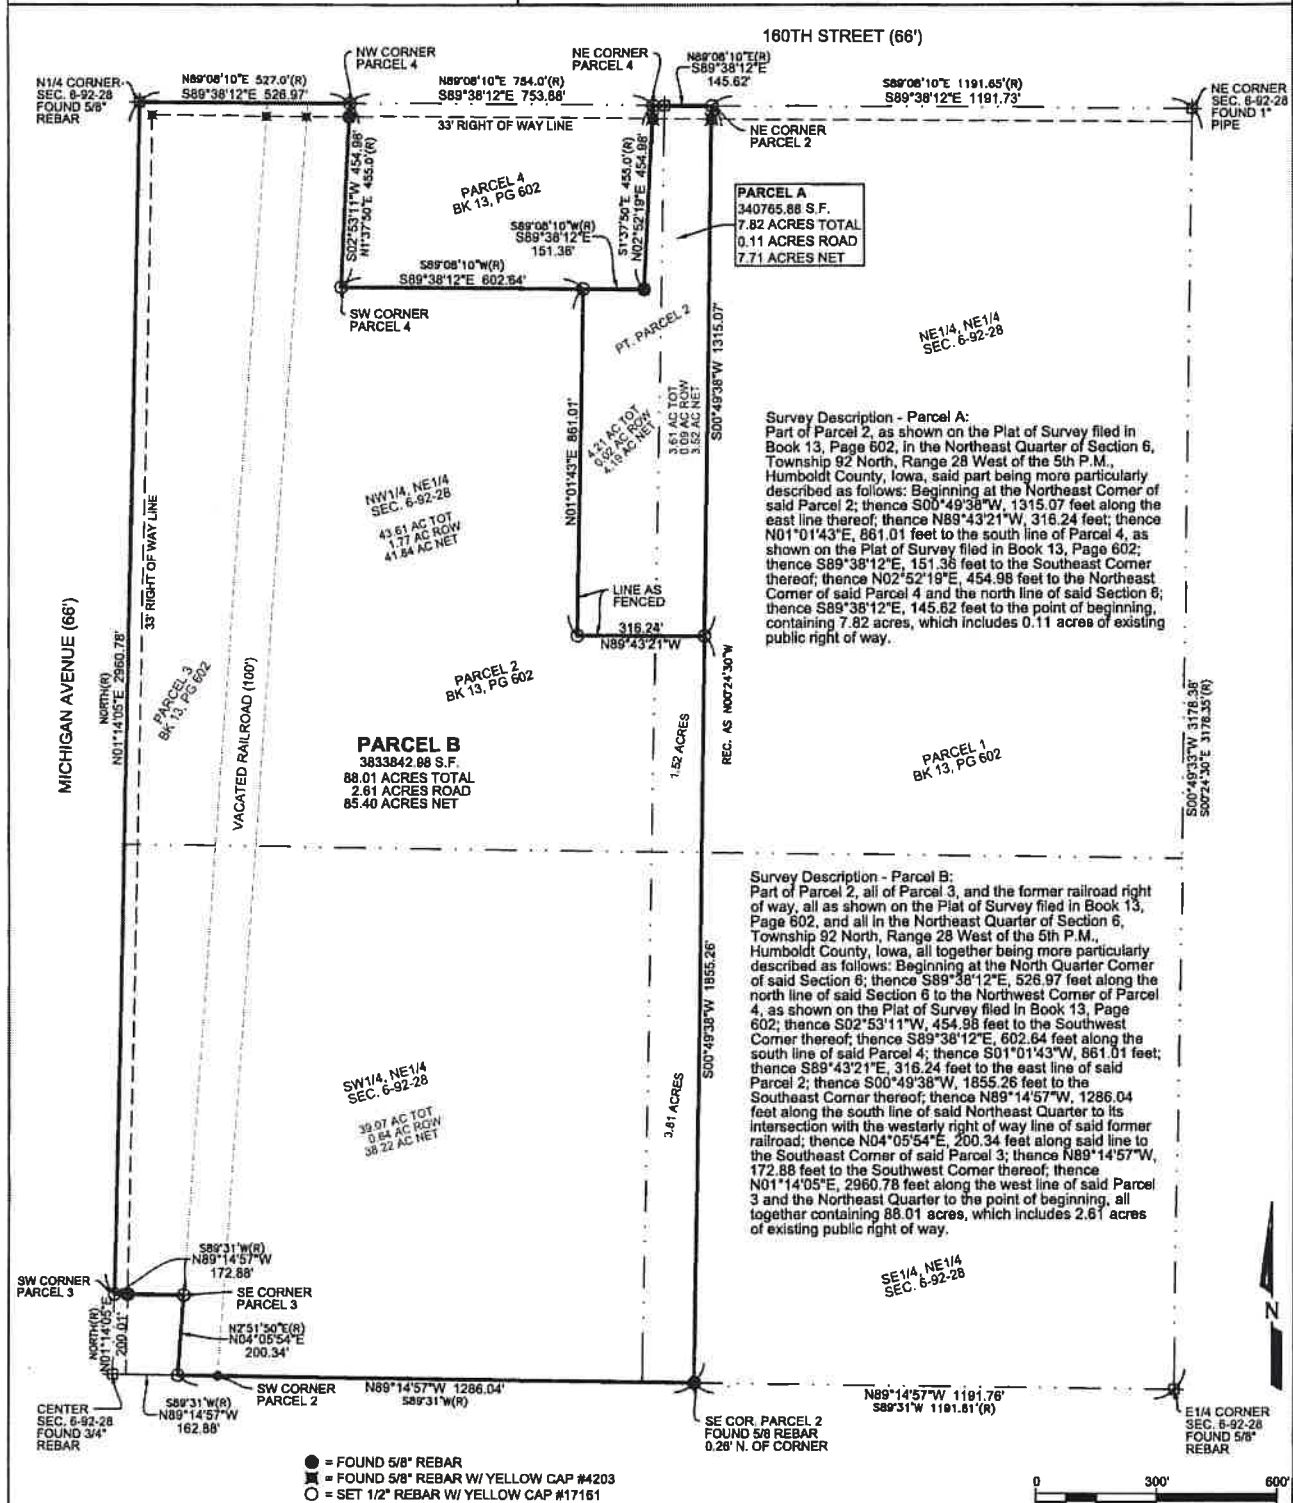 160TH STREET (66')
N1/4 CORNER
SEC. 6-92-28
FOUND 5/8"
REBAR
N89°08'10"E 527.0'(R)
S89°38'12"E 526.97'
NW CORNER
PARCEL 4
N89°08'10"E 754.0'(R)
S89°38'12"E 753.68'
33' RIGHT OF WAY LINE
NE CORNER
PARCEL 4
N89°08'10"E(R)
S89°38'12"E
145.62'
S89°08'10"E 1191.65'(R)
S89°38'12"E 1191.73'
NE CORNER
SEC. 6-92-28
FOUND 1"
PIPE
NE CORNER
PARCEL 2
S02°53'11"W 454.98'
N1°37'50"E 455.0'(R)
PARCEL 4
BK 13, PG 602
S1°37'50"E 455.0'(R)
N02°52'19"E 454.98'
S89°08'10"W(R)
S89°38'12"E
151.36'
S89°08'10"W(R)
S89°38'12"E 602.64'
SW CORNER
PARCEL 4
PARCEL A
340765.88 S.F.
7.82 ACRES TOTAL
0.11 ACRES ROAD
7.71 ACRES NET
PT. PARCEL 2
NE1/4, NE1/4
SEC. 6-92-28
S00°49'38"W 1315.07'
N01°01'43"E 861.01'
4.21 AC TOT
0.02 AC ROW
4.19 AC NET
3.61 AC TOT
0.09 AC ROW
3.52 AC NET
NW1/4, NE1/4
SEC. 6-92-28
43.61 AC TOT
1.77 AC ROW
41.84 AC NET
Survey Description - Parcel A:
Part of Parcel 2, as shown on the Plat of Survey filed in
Book 13, Page 602, in the Northeast Quarter of Section 6,
Township 92 North, Range 28 West of the 5th P.M.,
Humboldt County, Iowa, said part being more particularly
described as follows: Beginning at the Northeast Corner of
said Parcel 2; thence S00°49'38"W, 1315.07 feet along the
east line thereof; thence N89°43'21"W, 316.24 feet; thence
N01°01'43"E, 861.01 feet to the south line of Parcel 4, as
shown on the Plat of Survey filed in Book 13, Page 602;
thence S89°38'12"E, 151.36 feet to the Southeast Corner
thereof; thence N02°52'19"E, 454.98 feet to the Northeast
Corner of said Parcel 4 and the north line of said Section 6;
thence S89°38'12"E, 145.62 feet to the point of beginning,
containing 7.82 acres, which includes 0.11 acres of existing
public right of way.
LINE AS
FENCED
316.24'
N89°43'21"W
MICHIGAN AVENUE (66')
NORTH(R)
N01°14'05"E 2960.78'
33' RIGHT OF WAY LINE
PARCEL 3
BK 13, PG 602
VACATED RAILROAD (100')
PARCEL 2
BK 13, PG 602
PARCEL B
3833842.98 S.F.
88.01 ACRES TOTAL
2.61 ACRES ROAD
85.40 ACRES NET
1.52 ACRES
REC. AS N00°24'30"W
PARCEL 1
BK 13, PG 602
S00°49'33"W 3178.38'
S00°24'30"E 3178.35'(R)
Survey Description - Parcel B:
Part of Parcel 2, all of Parcel 3, and the former railroad right
of way, all as shown on the Plat of Survey filed in Book 13,
Page 602, and all in the Northeast Quarter of Section 6,
Township 92 North, Range 28 West of the 5th P.M.,
Humboldt County, Iowa, all together being more particularly
described as follows: Beginning at the North Quarter Corner
of said Section 6; thence S89°38'12"E, 526.97 feet along the
north line of said Section 6 to the Northwest Corner of Parcel
4, as shown on the Plat of Survey filed in Book 13, Page
602; thence S02°53'11"W, 454.98 feet to the Southwest
Corner thereof; thence S89°38'12"E, 602.64 feet along the
south line of said Parcel 4; thence S01°01'43"W, 861.01 feet;
thence S89°43'21"E, 316.24 feet to the east line of said
Parcel 2; thence S00°49'38"W, 1855.26 feet to the
Southeast Corner thereof; thence N89°14'57"W, 1286.04
feet along the south line of said Northeast Quarter to its
intersection with the westerly right of way line of said former
railroad; thence N04°05'54"E, 200.34 feet along said line to
the Southeast Corner of said Parcel 3; thence N89°14'57"W,
172.88 feet to the Southwest Corner thereof; thence
N01°14'05"E, 2960.78 feet along the west line of said Parcel
3 and the Northeast Quarter to the point of beginning, all
together containing 88.01 acres, which includes 2.61 acres
of existing public right of way.
S00°49'38"W 1855.26'
3.81 ACRES
SW1/4, NE1/4
SEC. 6-92-28
39.07 AC TOT
0.84 AC ROW
38.22 AC NET
SE1/4, NE1/4
SEC. 6-92-28
N
S89°31'W(R)
N89°14'57"W
172.88'
SW CORNER
PARCEL 3
SE CORNER
PARCEL 3
NORTH(R)
N01°14'05"E
200.01'
N2°51'50"E(R)
N04°05'54"E
200.34'
CENTER
SEC. 6-92-28
FOUND 3/4"
REBAR
S89°31'W(R)
N89°14'57"W
162.88'
SW CORNER
PARCEL 2
N89°14'57"W 1286.04'
S89°31'W(R)
SE COR. PARCEL 2
FOUND 5/8 REBAR
0.26' N. OF CORNER
N89°14'57"W 1191.76'
S89°31'W 1191.81'(R)
E1/4 CORNER
SEC. 6-92-28
FOUND 5/8"
REBAR
= FOUND 5/8" REBAR
= FOUND 5/8" REBAR W/ YELLOW CAP #4203
= SET 1/2" REBAR W/ YELLOW CAP #17161
0 300' 600'